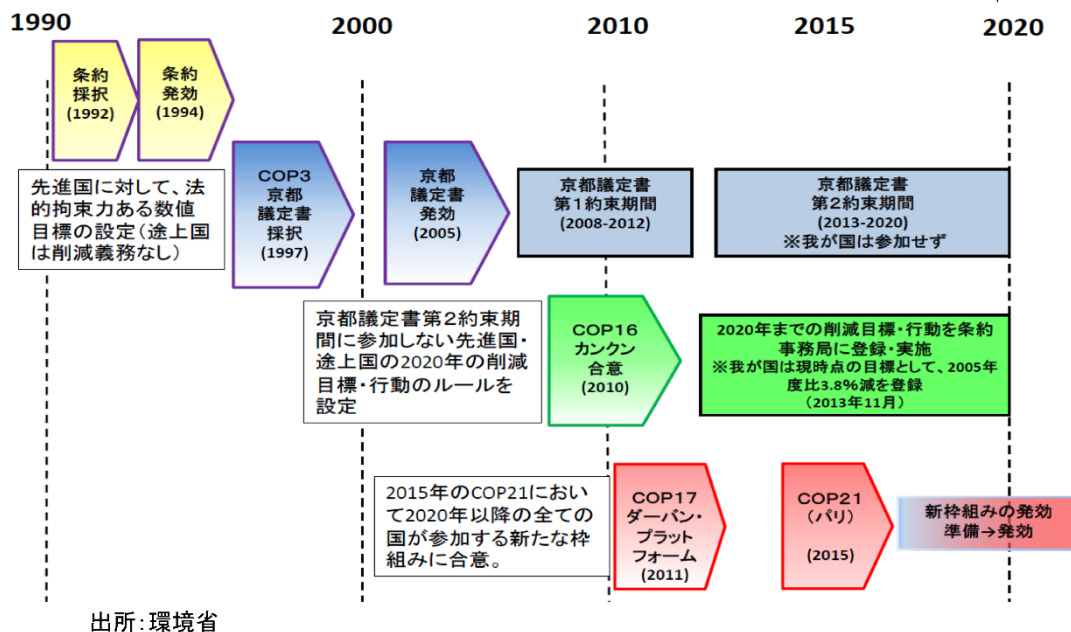 1990
2000
2010
2015
2020
条約
採択
(1992)
条約
発効
(1994)
先進国に対して、法
的拘束力ある数値
目標の設定(途上国
は削減義務なし)
COP3
京都
議定書
採択
(1997)
京都
議定書
発効
(2005)
京都議定書
第1約束期間
(2008-2012)
京都議定書
第2約束期間
(2013-2020)
※我が国は参加せず
京都議定書第2約束期
間に参加しない先進国・
途上国の2020年の削減
目標・行動のルールを
設定
COP16
カンクン
合意
(2010)
2020年までの削減目標・行動を条約
事務局に登録・実施
※我が国は現時点の目標として、2005年
度比3.8%減を登録
(2013年11月)
2015年のCOP21におい
て2020年以降の全ての
国が参加する新たな枠
組みに合意。
COP17
ダーバン・
プラット
フォーム
(2011)
COP21
(パリ)
(2015)
新枠組みの発効
準備→発効
出所:環境省